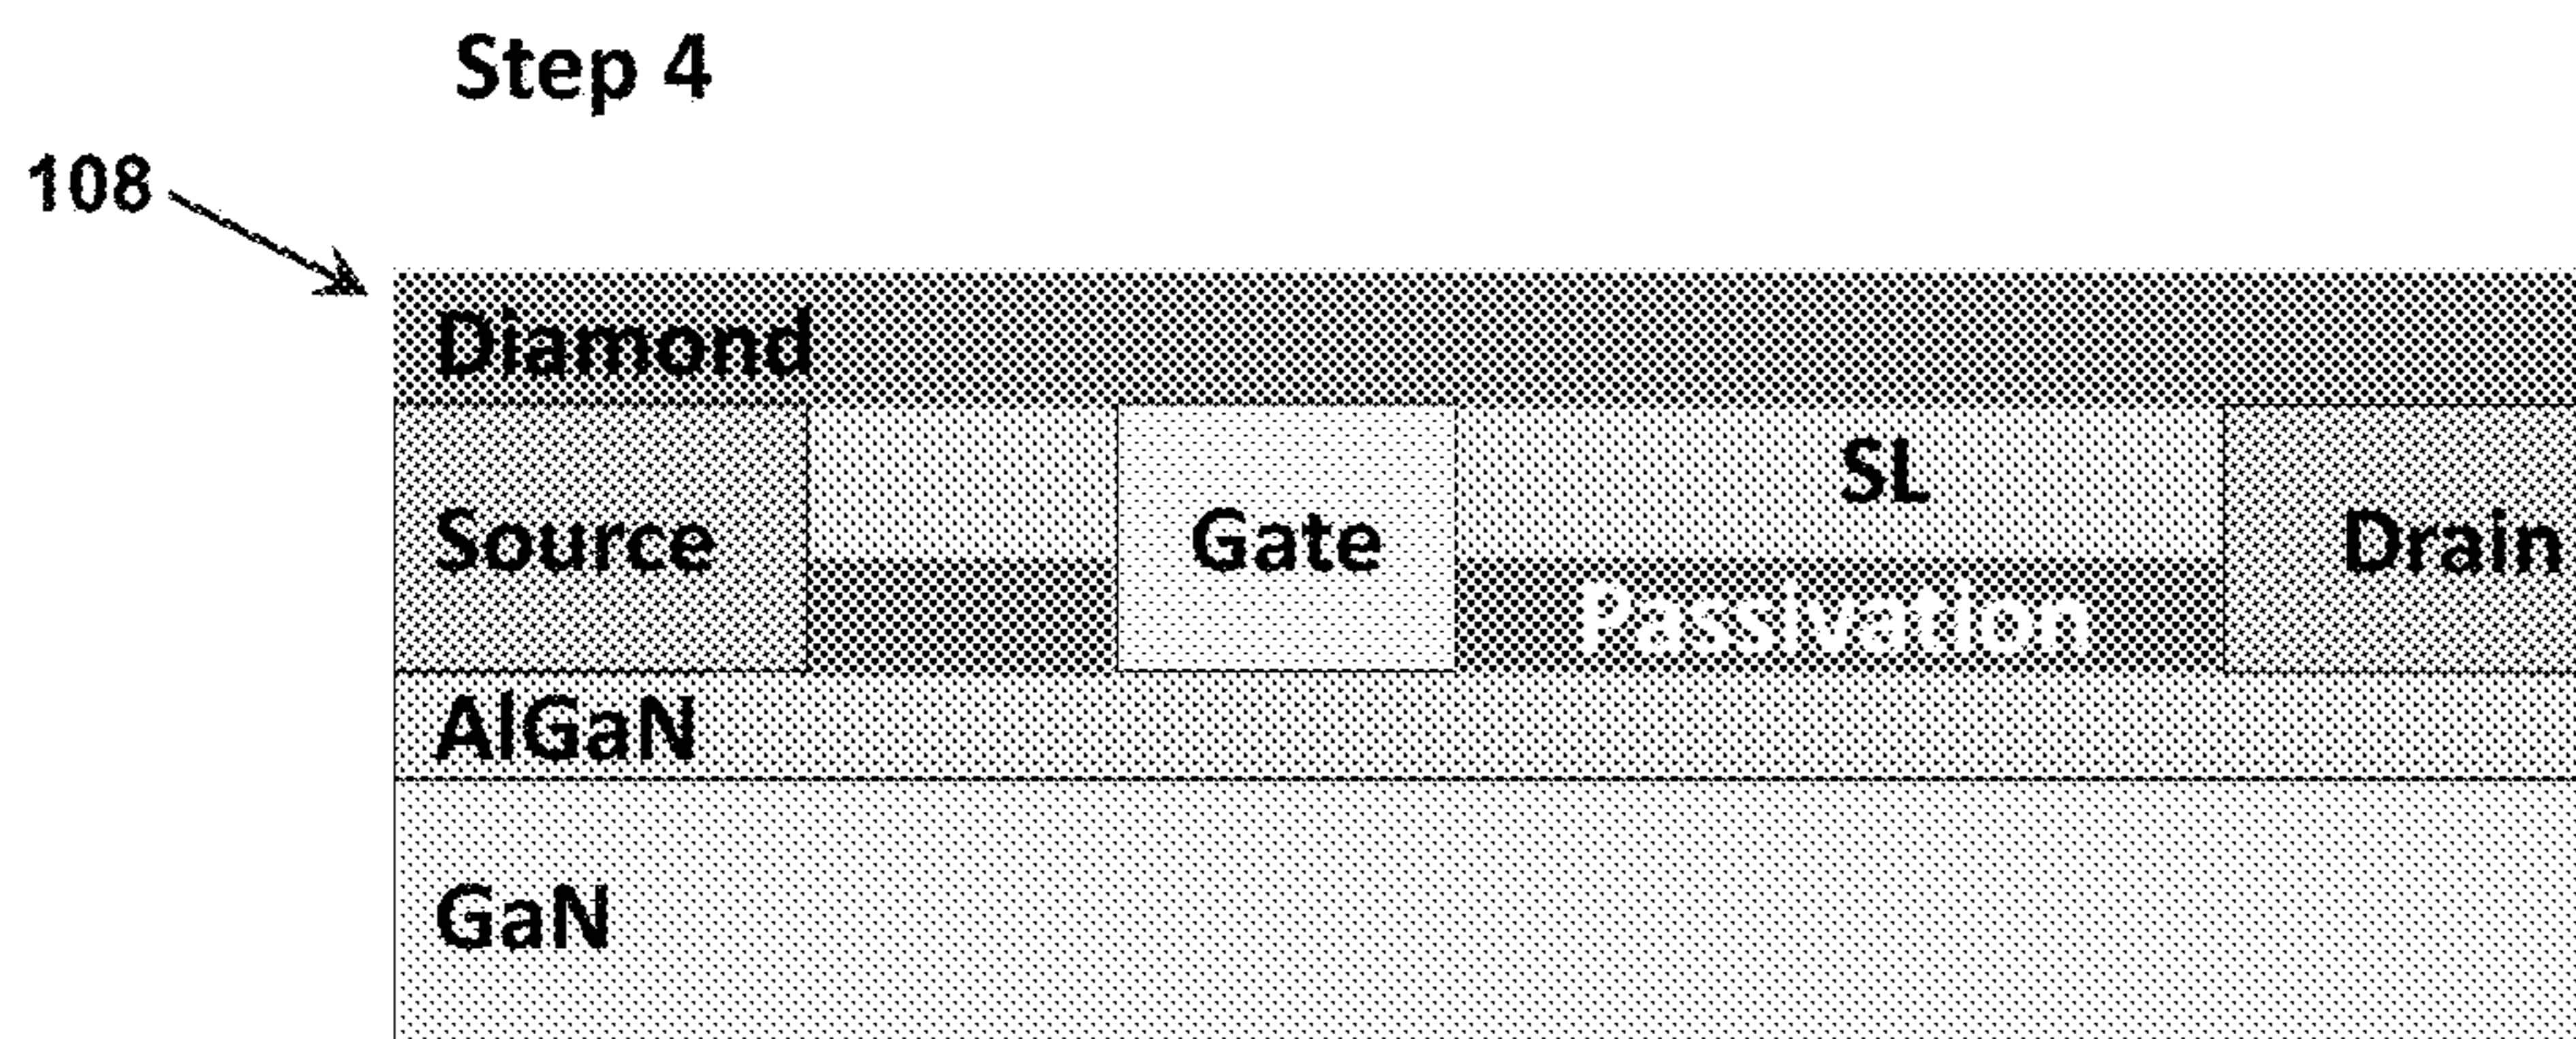 Step 4
108
Diamond
SL
Source
Gate
Drain
Passivation
AlGaN
GaN